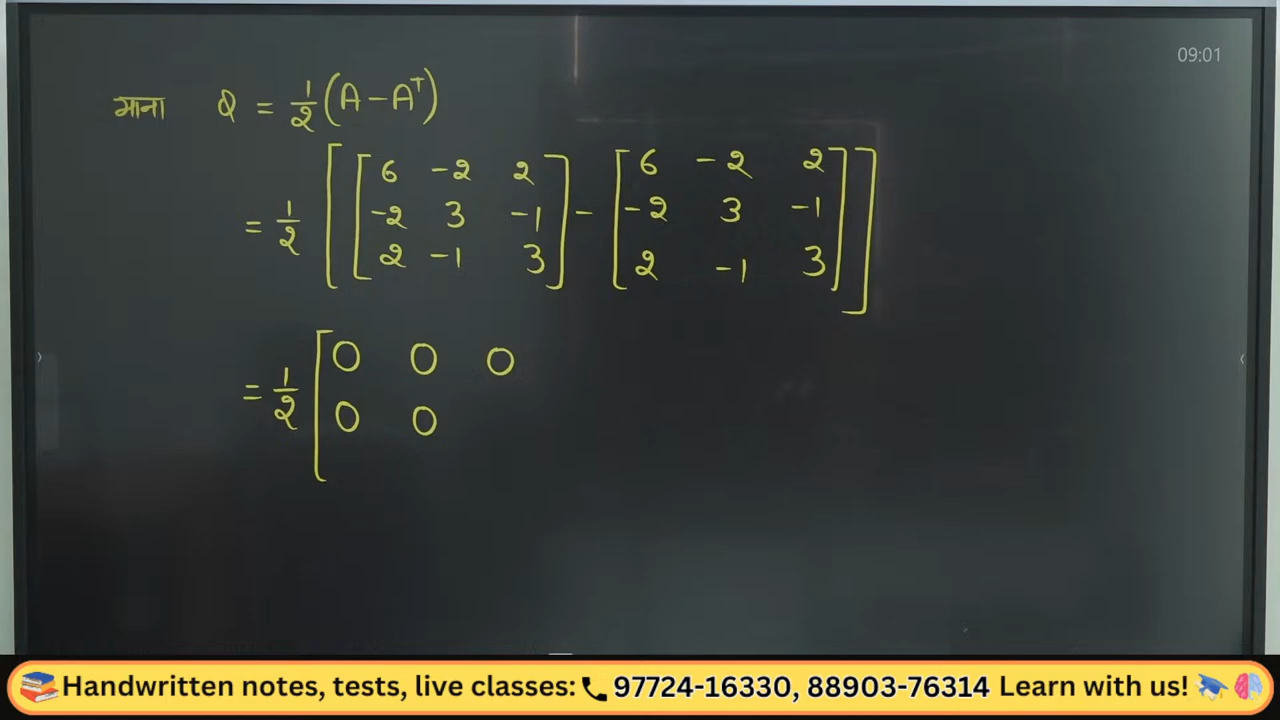 09:01
माना Q = 1/2 (A - Aᵀ)
= 1/2 [ [ 6 -2 2
-2 3 -1
2 -1 3 ] - [ 6 -2 2
-2 3 -1
2 -1 3 ] ]
= 1/2 [ 0 0 0
0 0
Handwritten notes, tests, live classes: 97724-16330, 88903-76314 Learn with us!